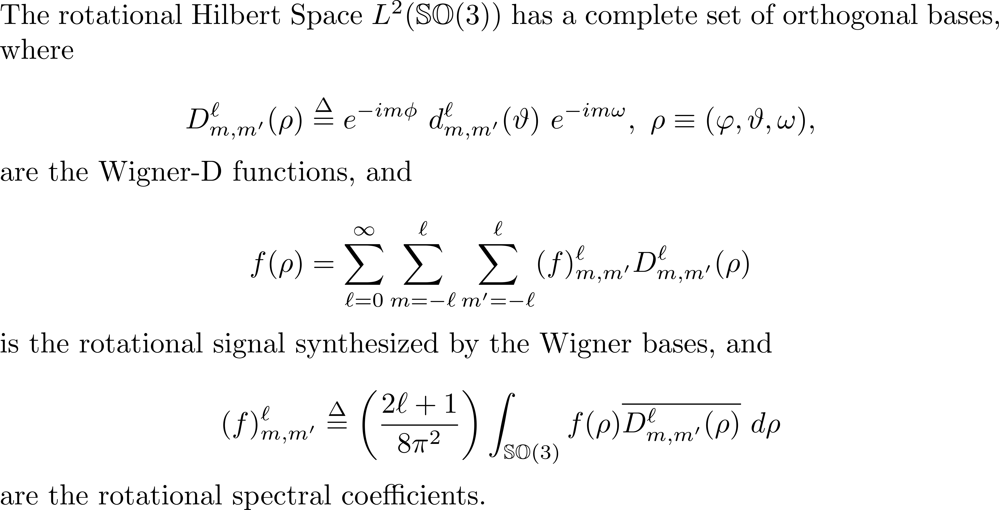 The rotational Hilbert Space $L^2(\mathbb{SO}(3))$ has a complete set of orthogonal bases,
where
$D^{\ell}_{m,m'}(\rho) \stackrel{\Delta}{=} e^{-im\phi} \ d^{\ell}_{m,m'}(\vartheta) \ e^{-im\omega}, \ \rho \equiv (\varphi, \vartheta, \omega),$
are the Wigner-D functions, and
$f(\rho) = \sum_{\ell=0}^{\infty} \sum_{m=-\ell}^{\ell} \sum_{m'=-\ell}^{\ell} (f)^{\ell}_{m,m'} D^{\ell}_{m,m'}(\rho)$
is the rotational signal synthesized by the Wigner bases, and
$(f)^{\ell}_{m,m'} \stackrel{\Delta}{=} \left( \frac{2\ell+1}{8\pi^2} \right) \int_{\mathbb{SO}(3)} f(\rho) \overline{D^{\ell}_{m,m'}(\rho)} \ d\rho$
are the rotational spectral coefficients.